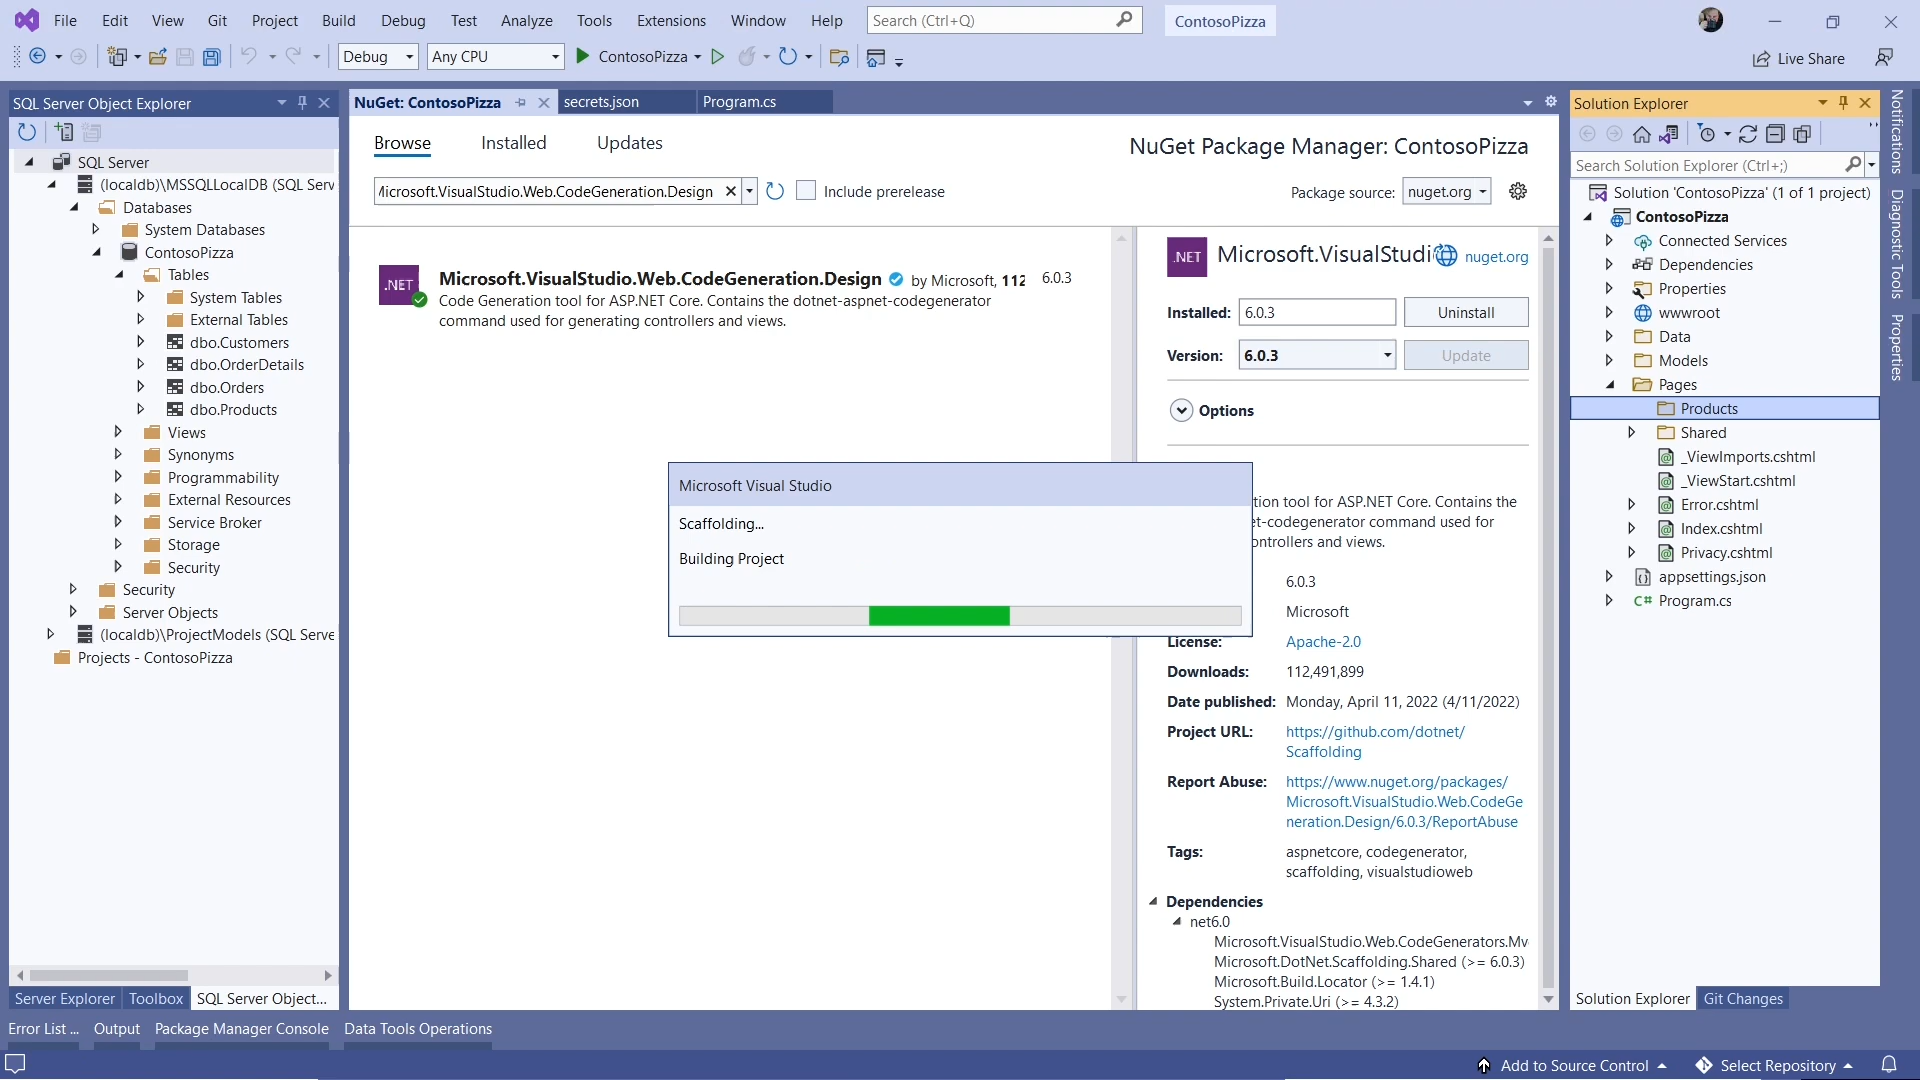 File Edit View Git Project Build Debug Test Analyze Tools Extensions Window Help Search (Ctrl+Q) ContosoPizza
Debug Any CPU ContosoPizza Live Share
SQL Server Object Explorer
SQL Server
(localdb)\MSSQLLocalDB (SQL Serv
Databases
System Databases
ContosoPizza
Tables
System Tables
External Tables
dbo.Customers
dbo.OrderDetails
dbo.Orders
dbo.Products
Views
Synonyms
Programmability
External Resources
Service Broker
Storage
Security
Security
Server Objects
(localdb)\ProjectModels (SQL Serve
Projects - ContosoPizza
Server Explorer Toolbox SQL Server Object...
NuGet: ContosoPizza secrets.json Program.cs
Browse Installed Updates
NuGet Package Manager: ContosoPizza
Microsoft.VisualStudio.Web.CodeGeneration.Design Include prerelease
Package source: nuget.org
.NET
Microsoft.VisualStudio.Web.CodeGeneration.Design by Microsoft, 112 6.0.3
Code Generation tool for ASP.NET Core. Contains the dotnet-aspnet-codegenerator
command used for generating controllers and views.
.NET
Microsoft.VisualStudi nuget.org
Installed: 6.0.3 Uninstall
Version: 6.0.3 Update
Options
Microsoft Visual Studio
Scaffolding...
Building Project
tion tool for ASP.NET Core. Contains the
et-codegenerator command used for
ontrollers and views.
6.0.3
Microsoft
License: Apache-2.0
Downloads: 112,491,899
Date published: Monday, April 11, 2022 (4/11/2022)
Project URL: https://github.com/dotnet/
Scaffolding
Report Abuse: https://www.nuget.org/packages/
Microsoft.VisualStudio.Web.CodeGe
neration.Design/6.0.3/ReportAbuse
Tags: aspnetcore, codegenerator,
scaffolding, visualstudioweb
Dependencies
net6.0
Microsoft.VisualStudio.Web.CodeGenerators.Mv
Microsoft.DotNet.Scaffolding.Shared (>= 6.0.3)
Microsoft.Build.Locator (>= 1.4.1)
System.Private.Uri (>= 4.3.2)
Solution Explorer
Search Solution Explorer (Ctrl+;)
Solution 'ContosoPizza' (1 of 1 project)
ContosoPizza
Connected Services
Dependencies
Properties
wwwroot
Data
Models
Pages
Products
Shared
_ViewImports.cshtml
_ViewStart.cshtml
Error.cshtml
Index.cshtml
Privacy.cshtml
appsettings.json
C# Program.cs
Solution Explorer Git Changes
Notifications
Diagnostic Tools
Properties
Error List ... Output Package Manager Console Data Tools Operations
Add to Source Control Select Repository